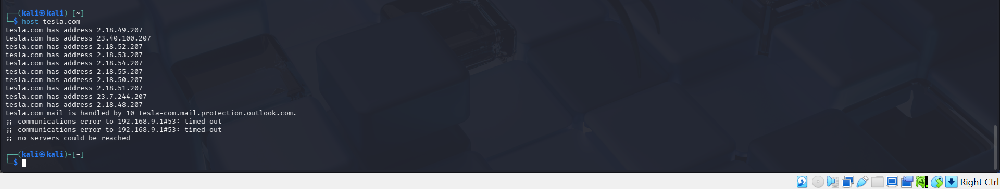 ┌──(kali㉿kali)-[~]
└─$ host tesla.com
tesla.com has address 2.18.49.207
tesla.com has address 23.40.100.207
tesla.com has address 2.18.52.207
tesla.com has address 2.18.53.207
tesla.com has address 2.18.54.207
tesla.com has address 2.18.55.207
tesla.com has address 2.18.50.207
tesla.com has address 2.18.51.207
tesla.com has address 23.7.244.207
tesla.com has address 2.18.48.207
tesla.com mail is handled by 10 tesla-com.mail.protection.outlook.com.
;; communications error to 192.168.9.1#53: timed out
;; communications error to 192.168.9.1#53: timed out
;; no servers could be reached
┌──(kali㉿kali)-[~]
└─$
Right Ctrl